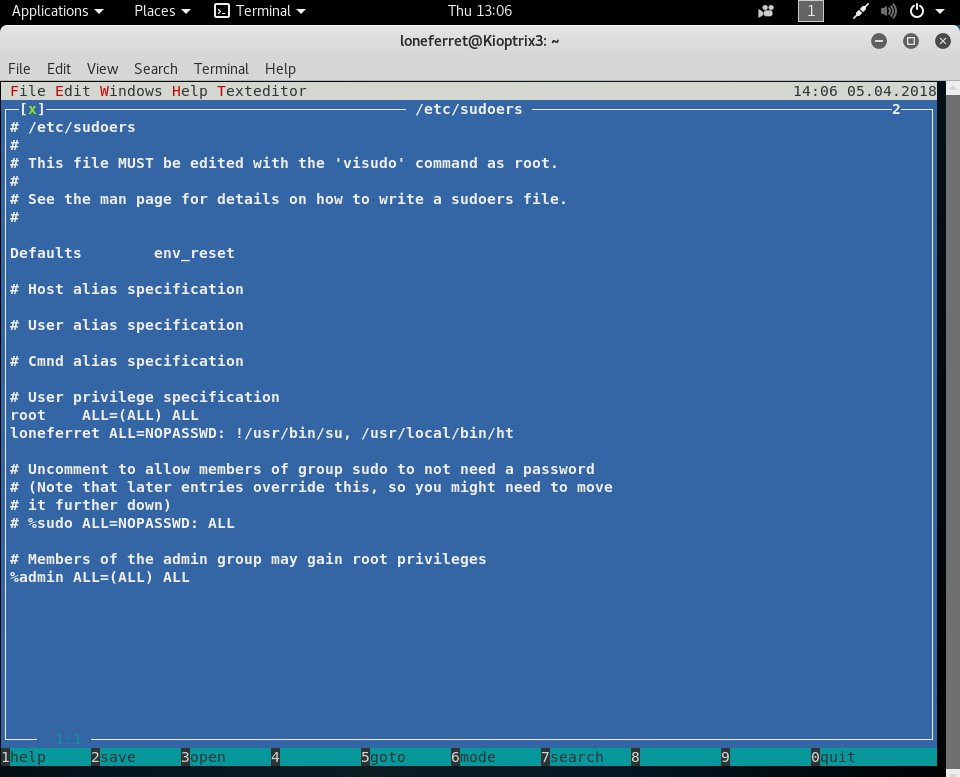 Applications Places Terminal Thu 13:06 1
loneferret@Kioptrix3: ~
File Edit View Search Terminal Help
File Edit Windows Help Texteditor 14:06 05.04.2018
[x] /etc/sudoers 2
# /etc/sudoers
#
# This file MUST be edited with the 'visudo' command as root.
#
# See the man page for details on how to write a sudoers file.
#
Defaults        env_reset
# Host alias specification
# User alias specification
# Cmnd alias specification
# User privilege specification
root    ALL=(ALL) ALL
loneferret ALL=NOPASSWD: !/usr/bin/su, /usr/local/bin/ht
# Uncomment to allow members of group sudo to not need a password
# (Note that later entries override this, so you might need to move
# it further down)
# %sudo ALL=NOPASSWD: ALL
# Members of the admin group may gain root privileges
%admin ALL=(ALL) ALL
1:1
1help 2save 3open 4 5goto 6mode 7search 8 9 0quit